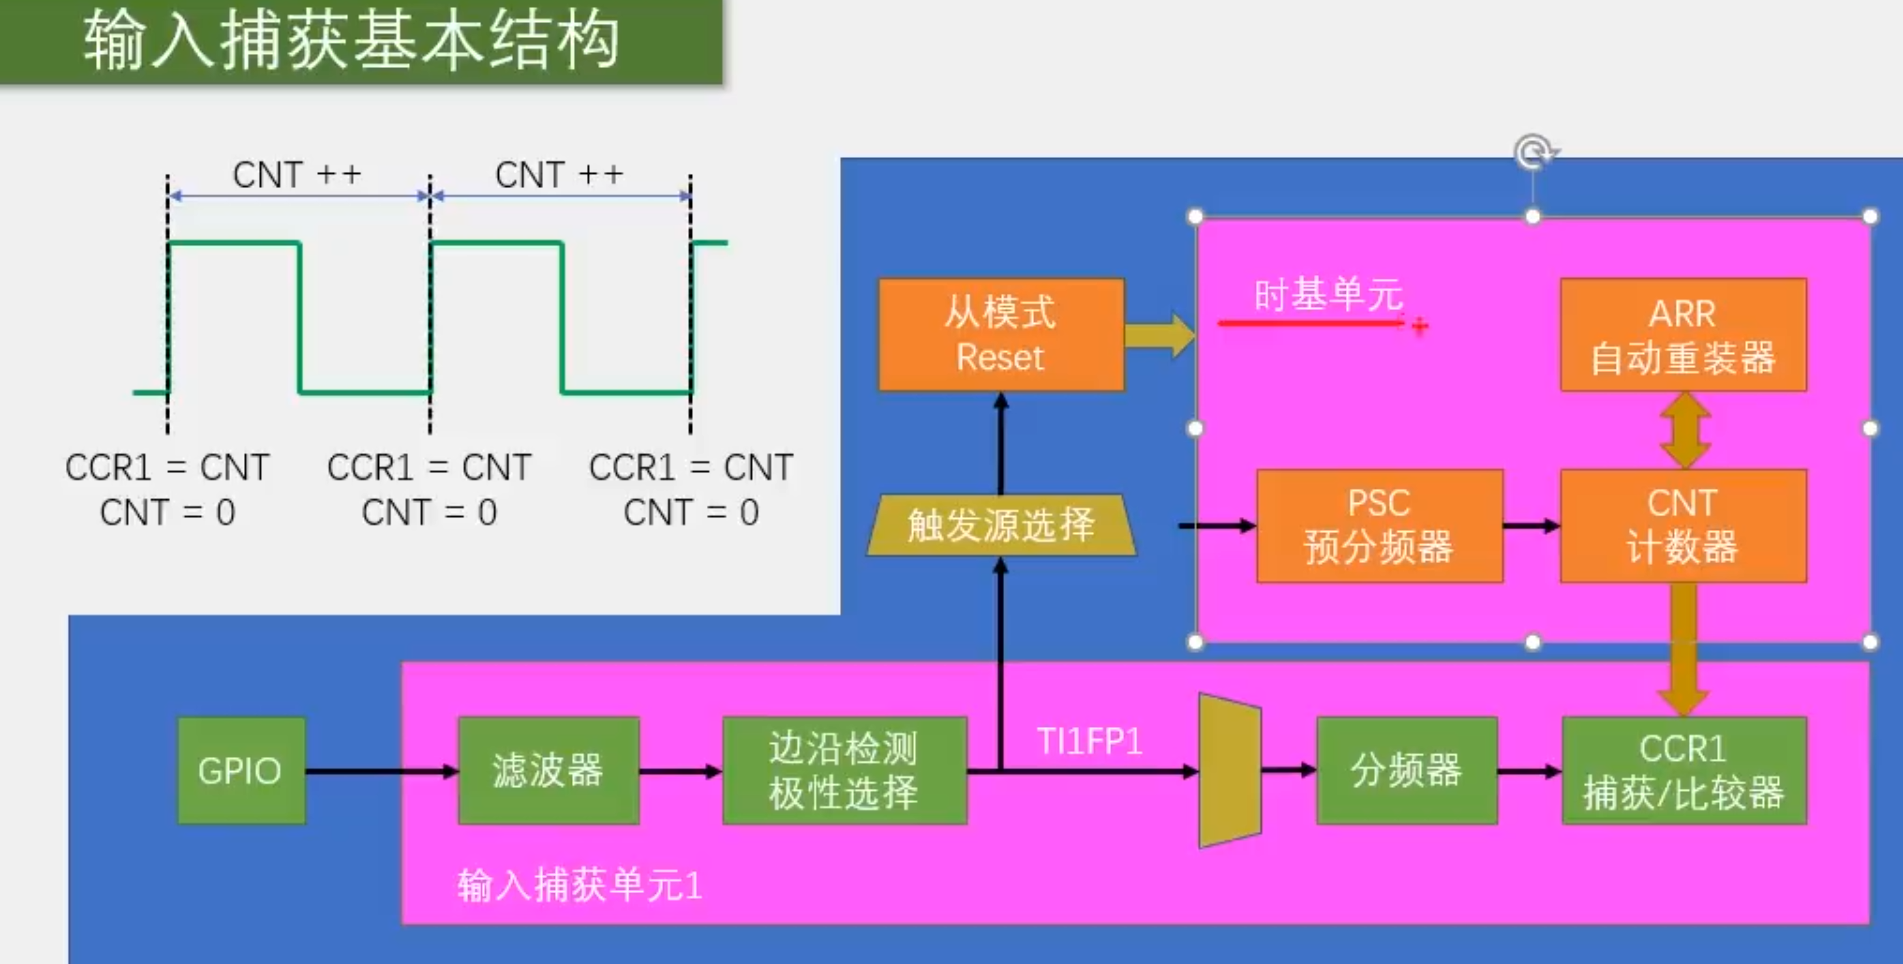 输入捕获基本结构
CNT ++
CNT ++
CCR1 = CNT
CNT = 0
CCR1 = CNT
CNT = 0
CCR1 = CNT
CNT = 0
从模式
Reset
时基单元
ARR
自动重装器
触发源选择
PSC
预分频器
CNT
计数器
GPIO
滤波器
边沿检测
极性选择
TI1FP1
分频器
CCR1
捕获/比较器
输入捕获单元1